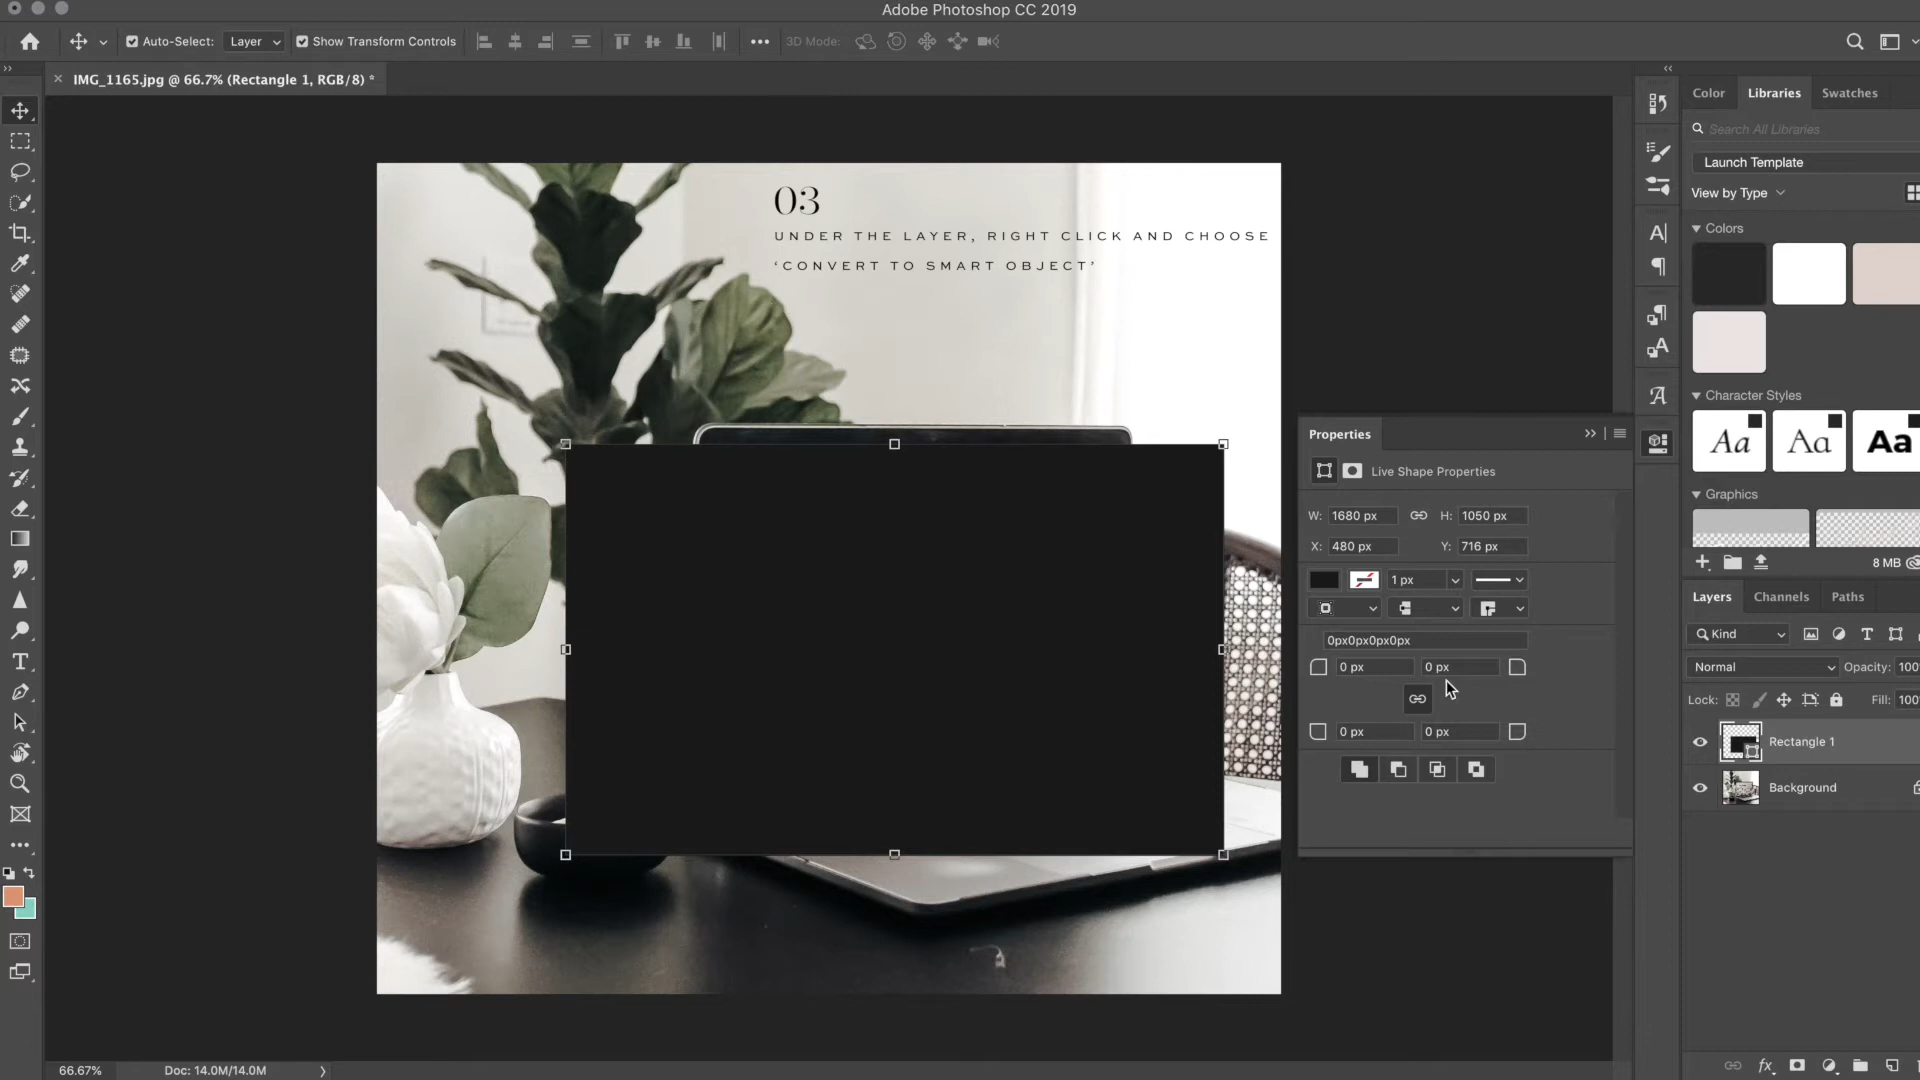 Adobe Photoshop CC 2019
Auto-Select: Layer Show Transform Controls 3D Mode:
IMG_1165.jpg @ 66.7% (Rectangle 1, RGB/8) *
Color Libraries Swatches
Search All Libraries
Launch Template
View by Type
Colors
03
UNDER THE LAYER, RIGHT CLICK AND CHOOSE
‘CONVERT TO SMART OBJECT’
Character Styles
Aa Aa Aa
Graphics
8 MB
Properties
Live Shape Properties
W: 1680 px H: 1050 px
X: 480 px Y: 716 px
1 px
0px0px0px0px
0 px 0 px
0 px 0 px
Layers Channels Paths
Kind
Normal Opacity: 100
Lock: Fill: 100
Rectangle 1
Background
66.67% Doc: 14.0M/14.0M
fx